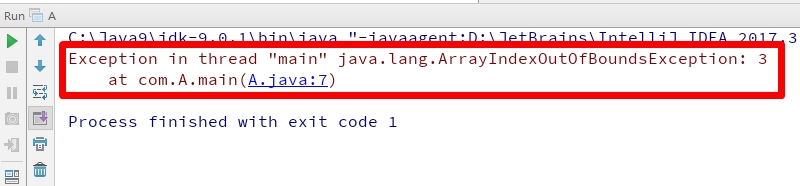 Run A
C:\Java9\jdk-9.0.1\bin\java "-javaagent:D:\JetBrains\IntelliJ IDEA 2017.3
Exception in thread "main" java.lang.ArrayIndexOutOfBoundsException: 3
at com.A.main(A.java:7)
Process finished with exit code 1